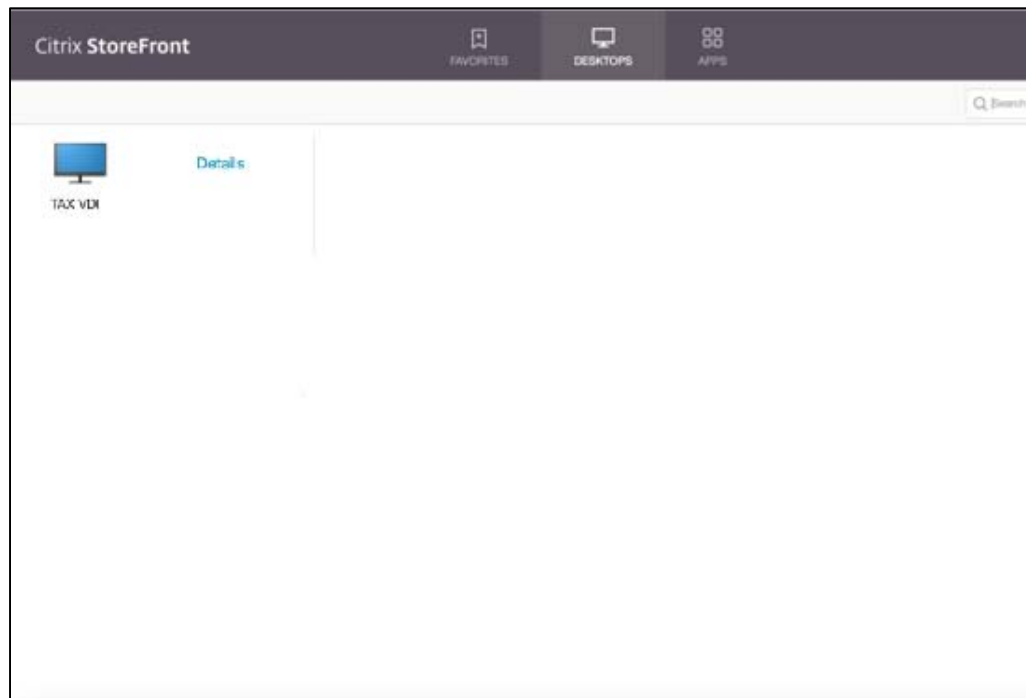 Citrix StoreFront
FAVORITES
DESKTOPS
APPS
Search
Details
TAX VDI